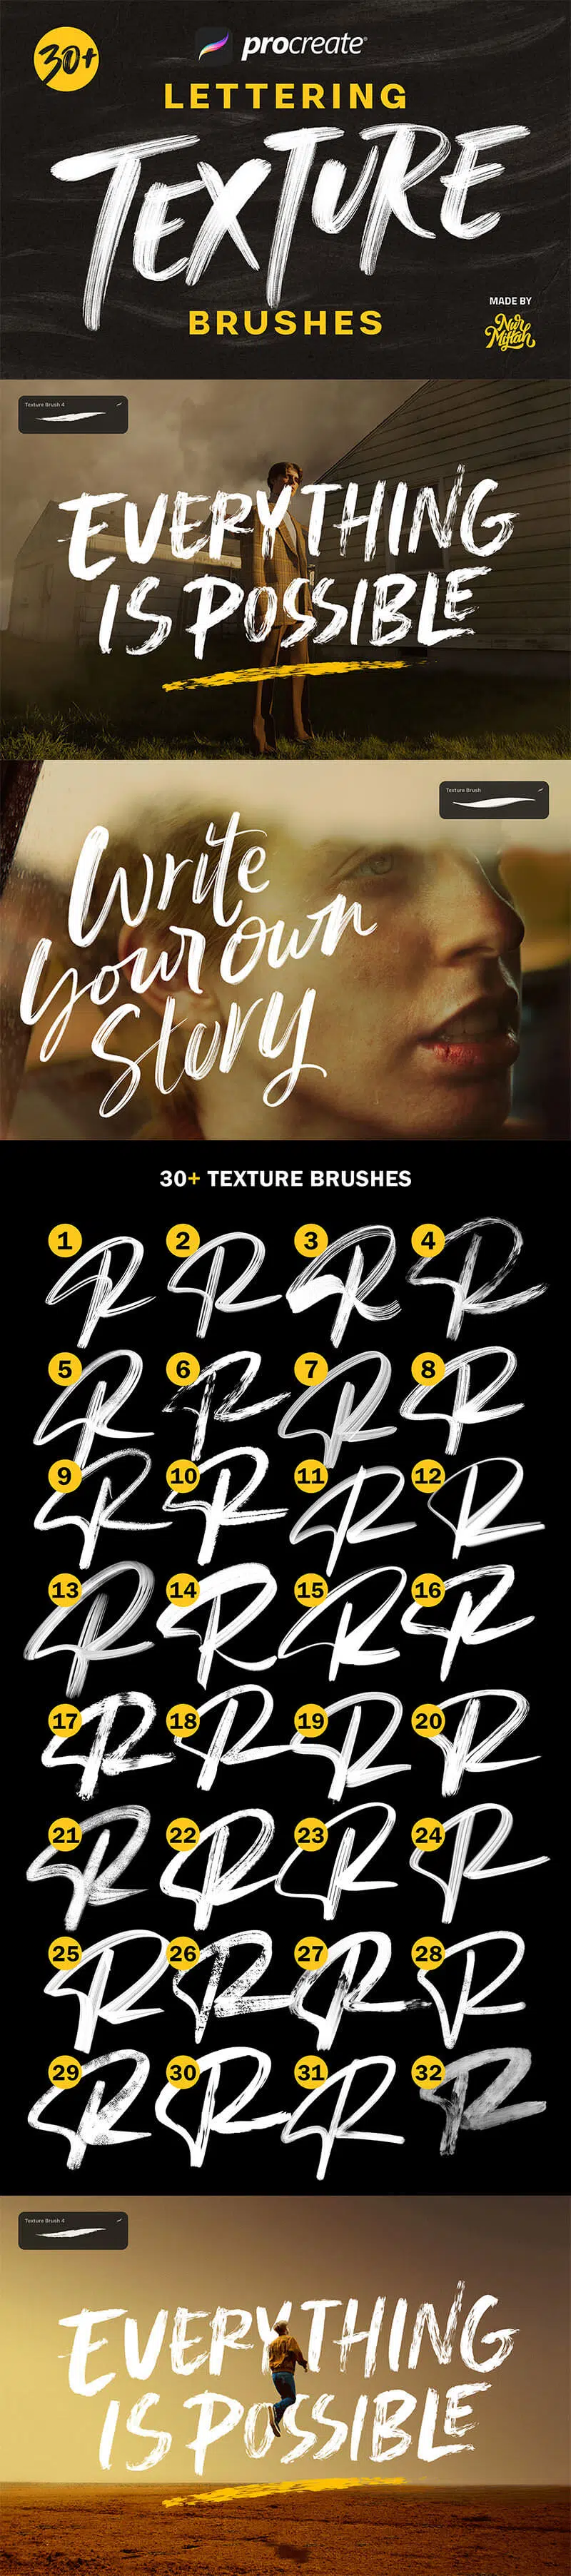 30+
procreate®
LETTERING
TEXTURE
BRUSHES
MADE BY
Nur
Miftah
Texture Brush 4
EVERYTHING
IS POSSIBLE
Texture Brush
Write
your own
Story
30+ TEXTURE BRUSHES
1 R 2 R 3 R 4 R
5 R 6 R 7 R 8 R
9 R 10 R 11 R 12 R
13 R 14 R 15 R 16 R
17 R 18 R 19 R 20 R
21 R 22 R 23 R 24 R
25 R 26 R 27 R 28 R
29 R 30 R 31 R 32 R
Texture Brush 4
EVERYTHING
IS POSSIBLE